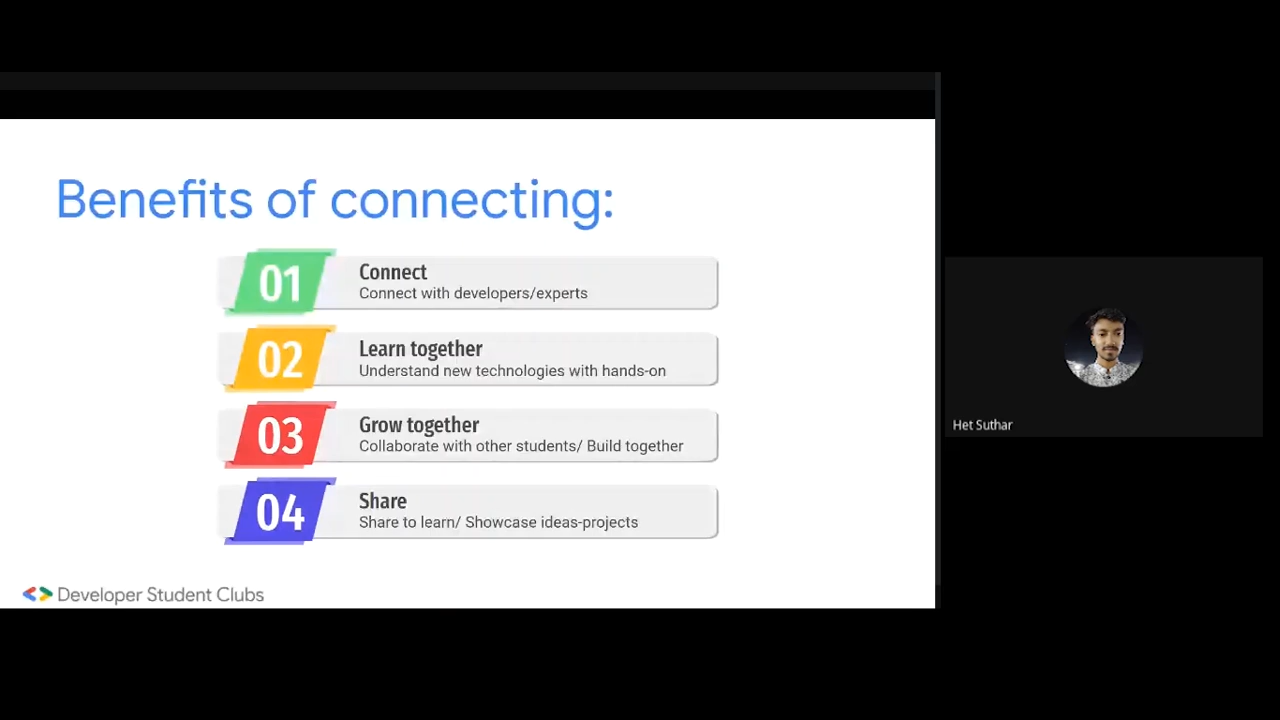 Benefits of connecting:
01
Connect
Connect with developers/experts
02
Learn together
Understand new technologies with hands-on
03
Grow together
Collaborate with other students/ Build together
04
Share
Share to learn/ Showcase ideas-projects
Developer Student Clubs
Het Suthar